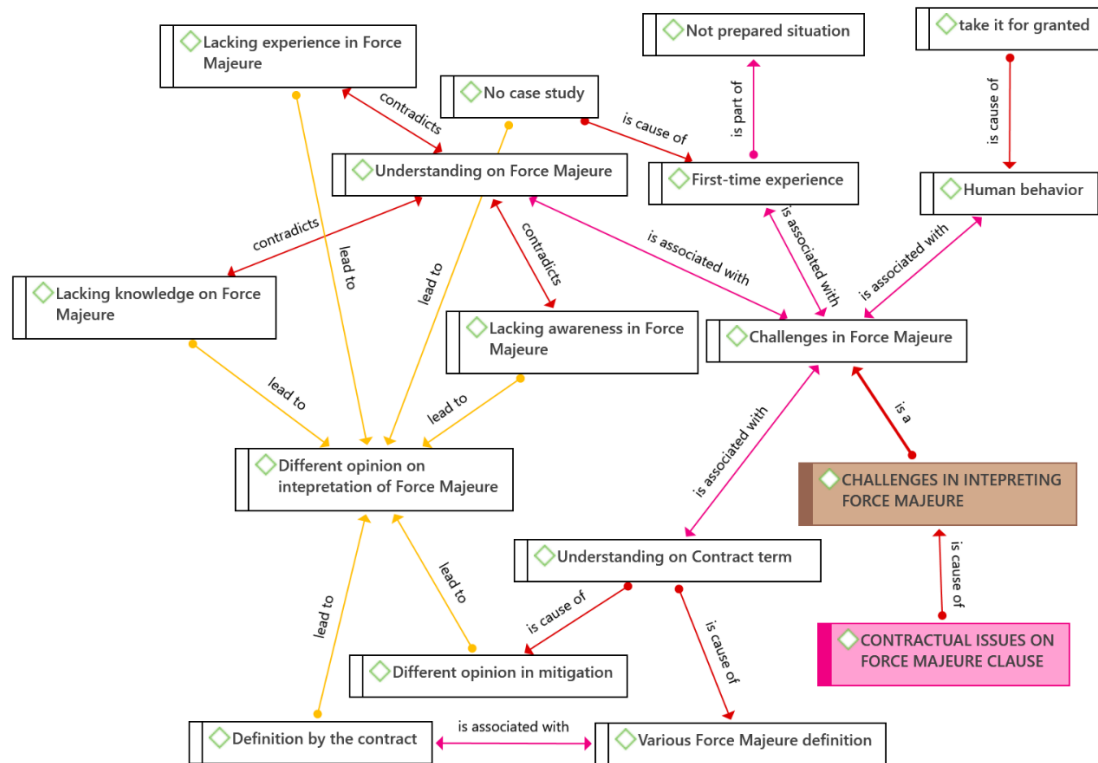 Lacking experience in Force
Majeure
Not prepared situation
take it for granted
No case study
contradicts
is cause of
is part of
is cause of
Understanding on Force Majeure
First-time experience
Human behavior
contradicts
lead to
lead to
contradicts
is associated with
is associated with
is associated with
Lacking knowledge on Force
Majeure
Lacking awareness in Force
Majeure
Challenges in Force Majeure
lead to
lead to
is associated with
is a
Different opinion on
intepretation of Force Majeure
CHALLENGES IN INTEPRETING
FORCE MAJEURE
Understanding on Contract term
is cause of
lead to
lead to
is cause of
is cause of
CONTRACTUAL ISSUES ON
FORCE MAJEURE CLAUSE
Different opinion in mitigation
Definition by the contract
is associated with
Various Force Majeure definition